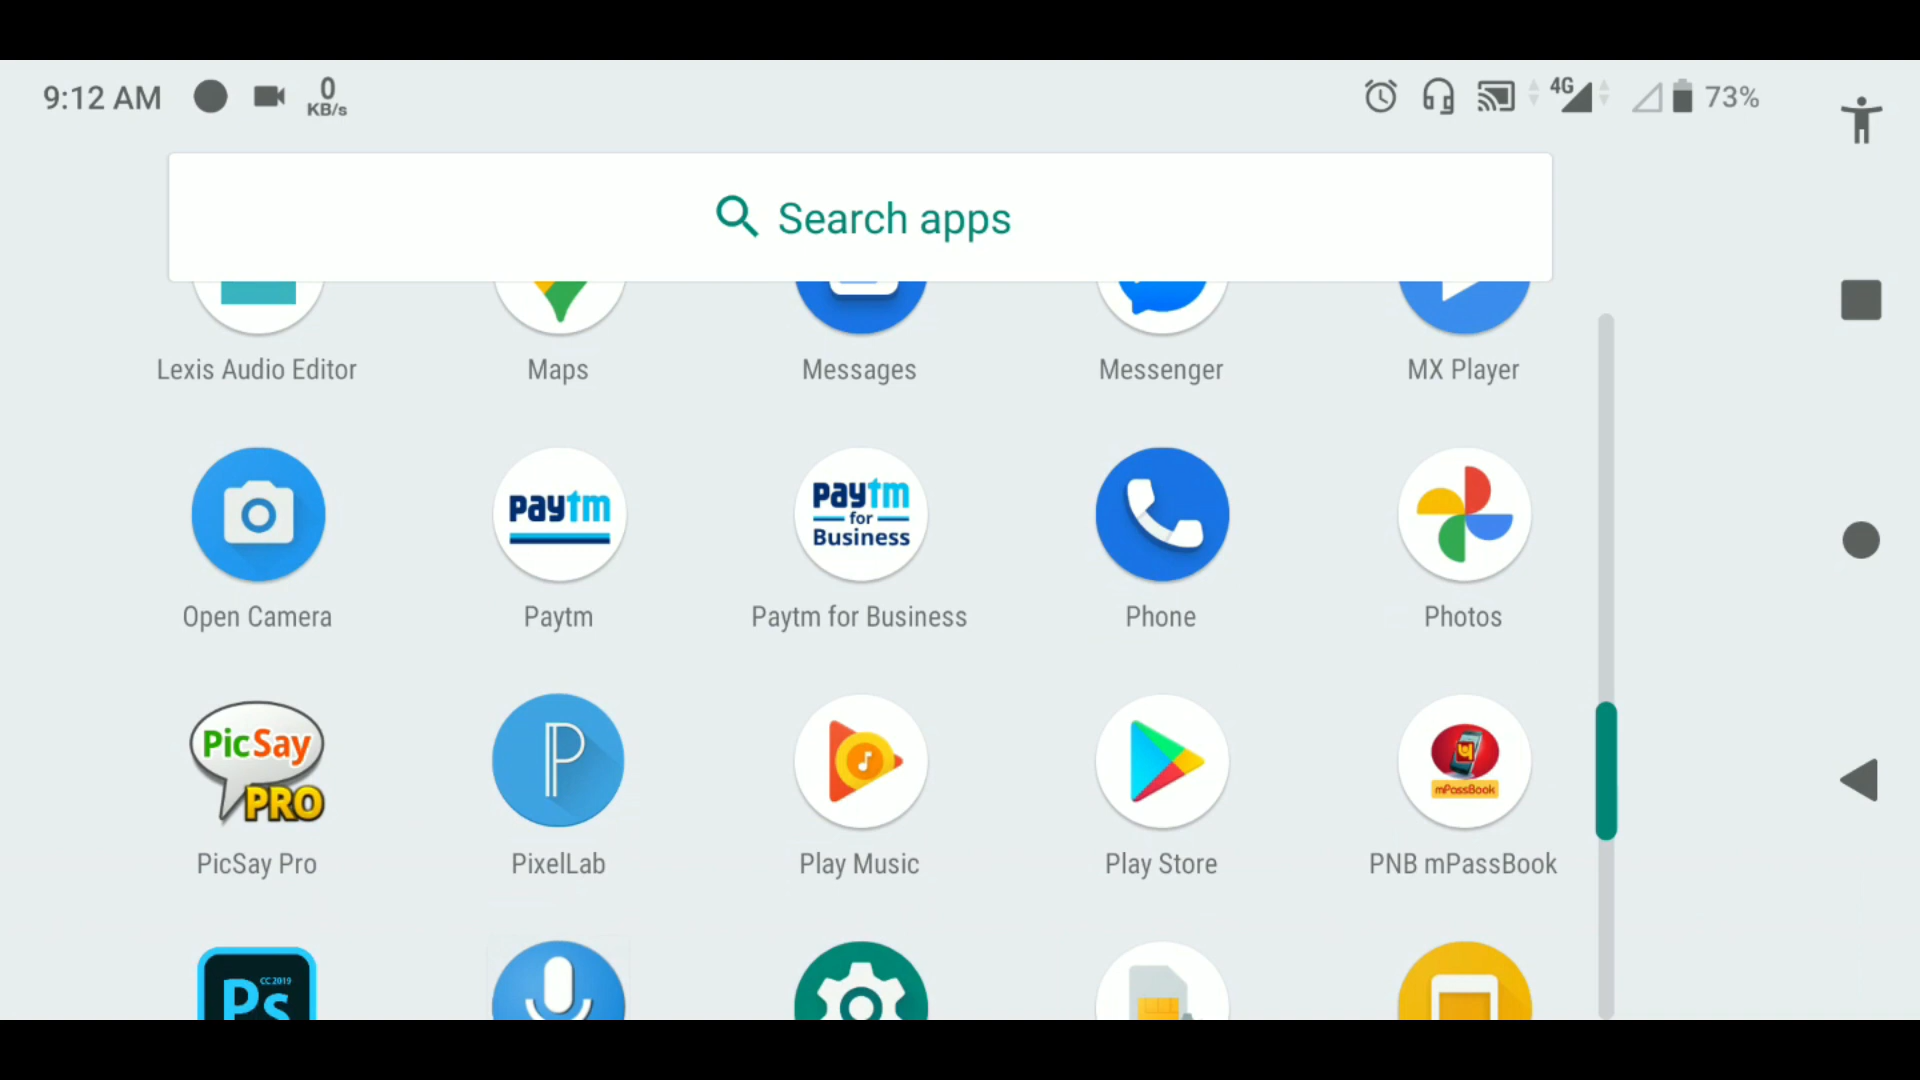 9:12 AM 0 KB/s 4G 73%
Search apps
Lexis Audio Editor Maps Messages Messenger MX Player
paytm
paytm
for
Business
Open Camera Paytm Paytm for Business Phone Photos
PicSay
PRO
P
mPassBook
PicSay Pro PixelLab Play Music Play Store PNB mPassBook
CC 2019
Ps